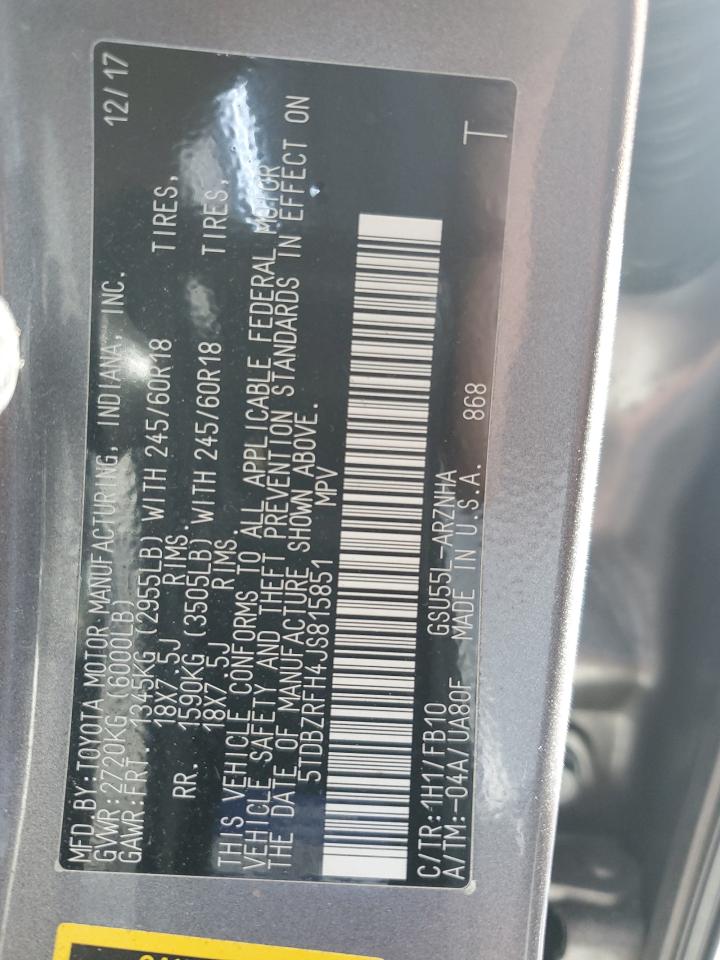 MFD.BY:TOYOTA MOTOR MANUFACTURING, INDIANA, INC. 12/17
GVWR:2720KG (6000LB)
GAWR:FRT. 1345KG (2955LB) WITH 245/60R18 TIRES,
18X7.5J RIMS.
RR. 1590KG (3505LB) WITH 245/60R18 TIRES,
18X7.5J RIMS.
THIS VEHICLE CONFORMS TO ALL APPLICABLE FEDERAL MOTOR
VEHICLE SAFETY AND THEFT PREVENTION STANDARDS IN EFFECT ON
THE DATE OF MANUFACTURE SHOWN ABOVE.
5TDBZRFH4JS815851 MPV
C/TR:1H1/FB10 GSU55L-ARZNHA
A/TM:-04A/UA80F MADE IN U.S.A. 868 T